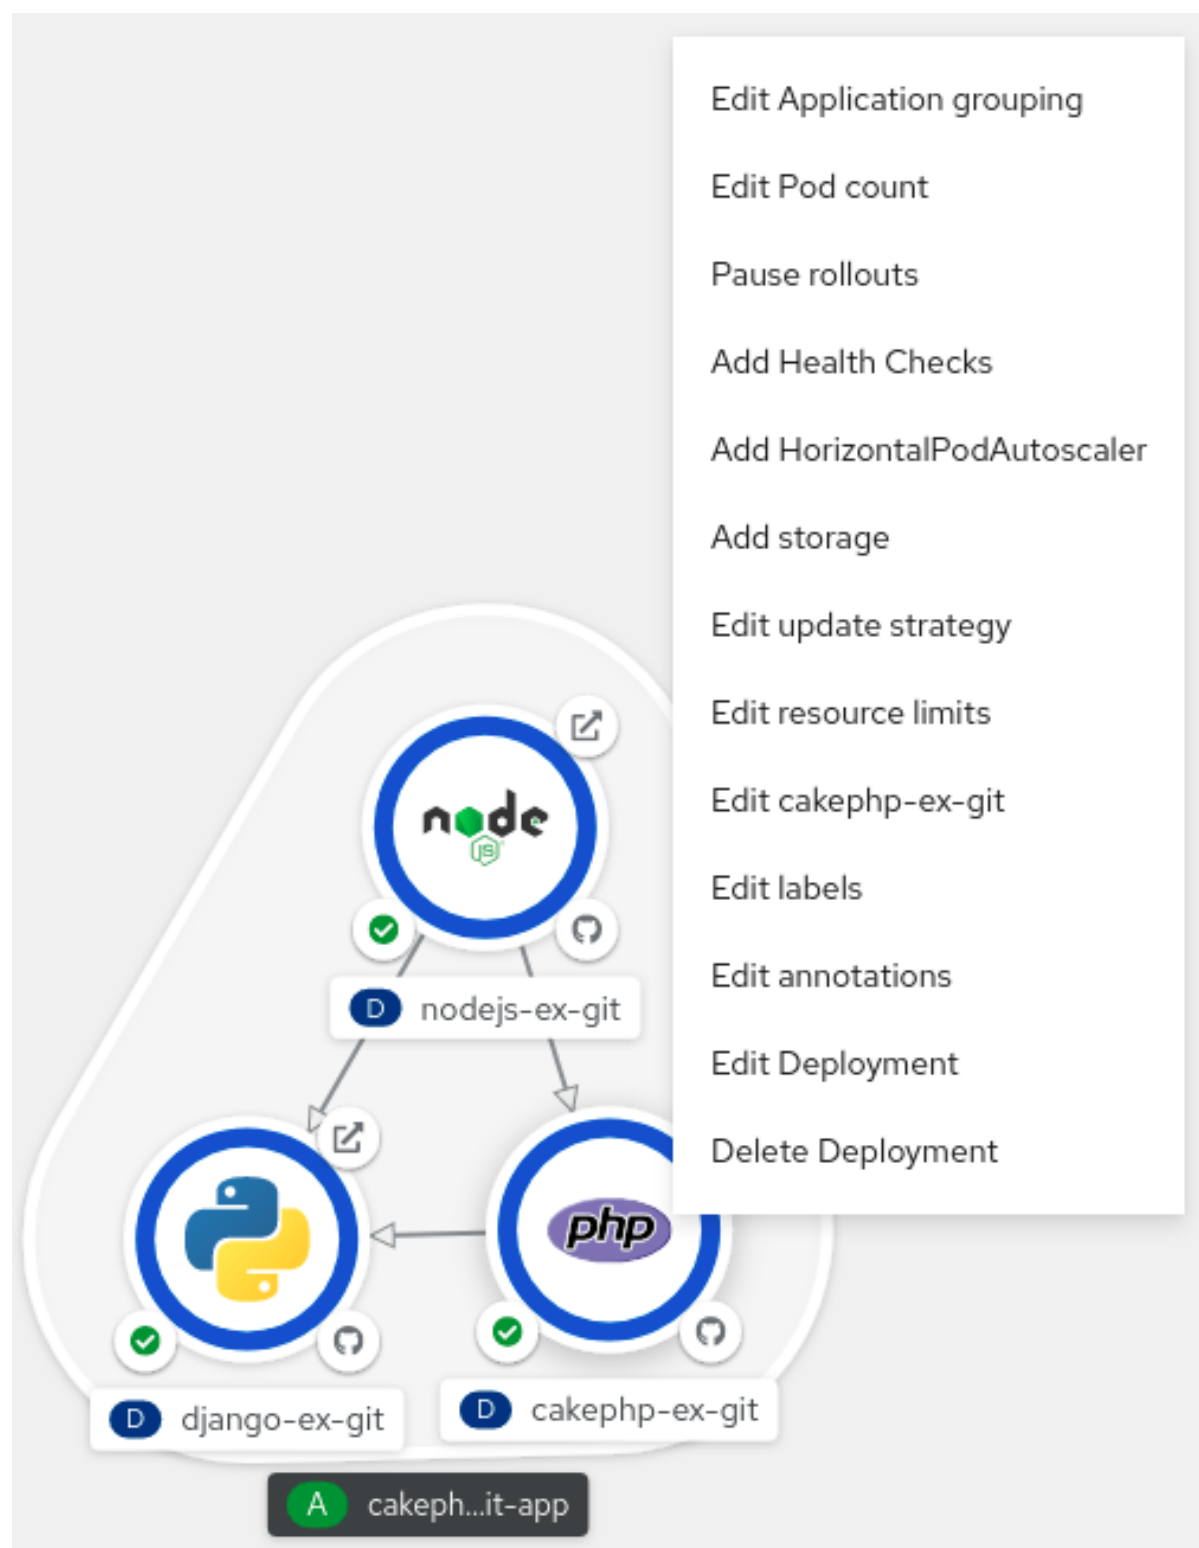 Edit Application grouping
Edit Pod count
Pause rollouts
Add Health Checks
Add HorizontalPodAutoscaler
Add storage
Edit update strategy
Edit resource limits
Edit cakephp-ex-git
Edit labels
Edit annotations
Edit Deployment
Delete Deployment
node
JS
D nodejs-ex-git
php
D django-ex-git
D cakephp-ex-git
A cakeph...it-app